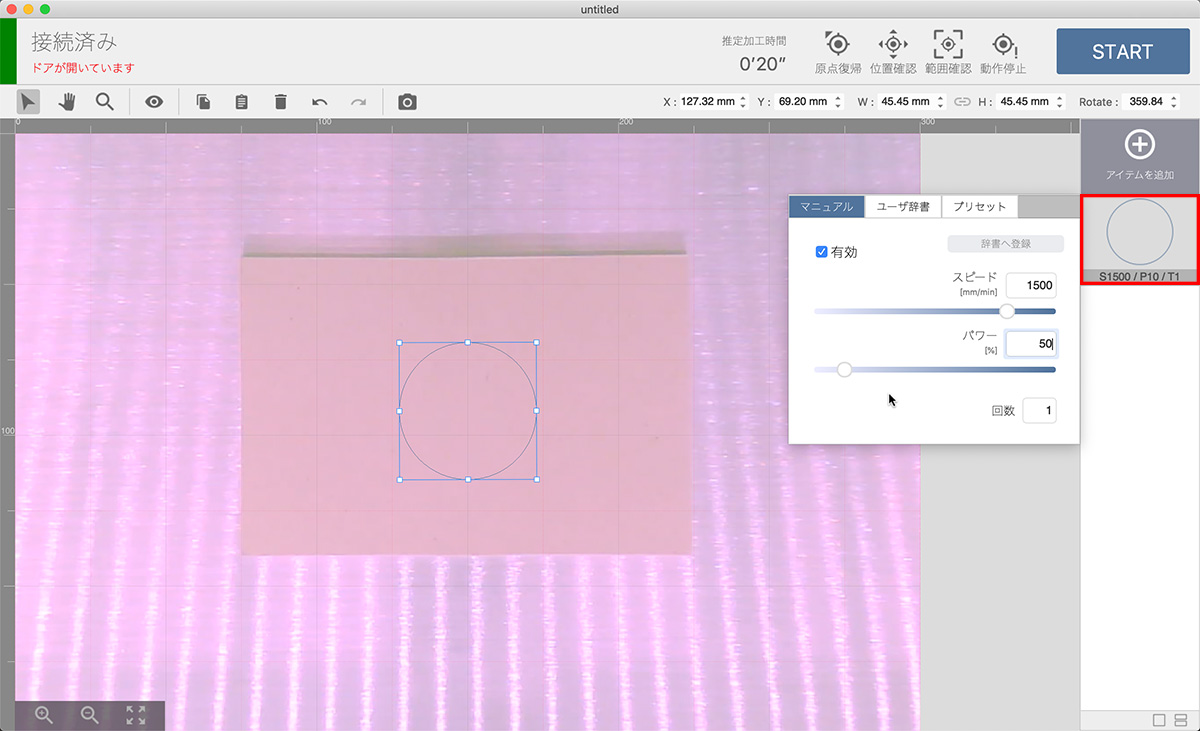 untitled
接続済み
ドアが開いています
推定加工時間
0’20”
原点復帰
位置確認
範囲確認
動作停止
START
X : 127.32 mm
Y : 69.20 mm
W : 45.45 mm
H : 45.45 mm
Rotate : 359.84
0
100
200
300
100
アイテムを追加
S1500 / P10 / T1
マニュアル
ユーザ辞書
プリセット
有効
辞書へ登録
スピード
[mm/min]
1500
パワー
[%]
50
回数
1